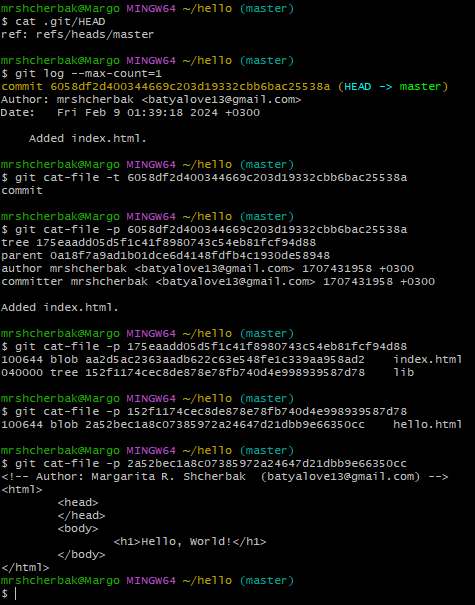 mrshcherbak@Margo MINGW64 ~/hello (master)
$ cat .git/HEAD
ref: refs/heads/master

mrshcherbak@Margo MINGW64 ~/hello (master)
$ git log --max-count=1
commit 6058df2d400344669c203d19332cbb6bac25538a (HEAD -> master)
Author: mrshcherbak <batyalove13@gmail.com>
Date:   Fri Feb 9 01:39:18 2024 +0300

    Added index.html.

mrshcherbak@Margo MINGW64 ~/hello (master)
$ git cat-file -t 6058df2d400344669c203d19332cbb6bac25538a
commit

mrshcherbak@Margo MINGW64 ~/hello (master)
$ git cat-file -p 6058df2d400344669c203d19332cbb6bac25538a
tree 175eaadd05d5f1c41f8980743c54eb81fcf94d88
parent 0a18f7a9ad1b01dce6d4148fdfb4c1930de58948
author mrshcherbak <batyalove13@gmail.com> 1707431958 +0300
committer mrshcherbak <batyalove13@gmail.com> 1707431958 +0300

Added index.html.

mrshcherbak@Margo MINGW64 ~/hello (master)
$ git cat-file -p 175eaadd05d5f1c41f8980743c54eb81fcf94d88
100644 blob aa2d5ac2363aadb622c63e548fe1c339aa958ad2    index.html
040000 tree 152f1174cec8de878e78fb740d4e998939587d78    lib

mrshcherbak@Margo MINGW64 ~/hello (master)
$ git cat-file -p 152f1174cec8de878e78fb740d4e998939587d78
100644 blob 2a52bec1a8c07385972a24647d21dbb9e66350cc    hello.html

mrshcherbak@Margo MINGW64 ~/hello (master)
$ git cat-file -p 2a52bec1a8c07385972a24647d21dbb9e66350cc
<!-- Author: Margarita R. Shcherbak  (batyalove13@gmail.com) -->
<html>
        <head>
        </head>
        <body>
                <h1>Hello, World!</h1>
        </body>
</html>
mrshcherbak@Margo MINGW64 ~/hello (master)
$